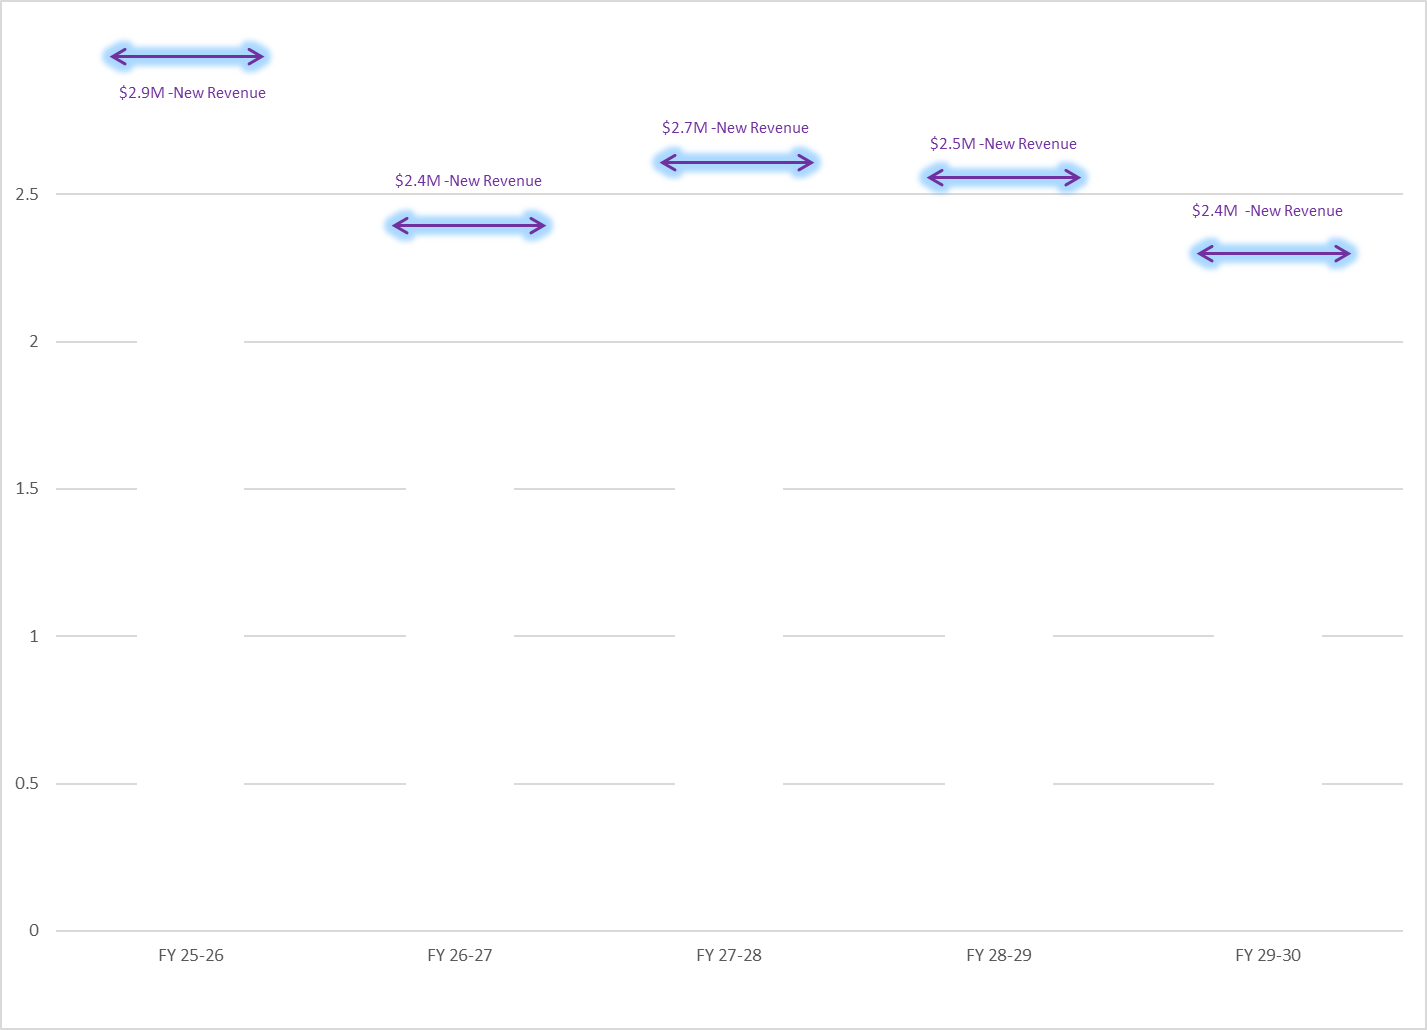 $2.9M -New Revenue
$2.7M -New Revenue
$2.5M -New Revenue
$2.4M -New Revenue
2.5
$2.4M  -New Revenue
2
1.5
1
0.5
0
FY 25-26
FY 26-27
FY 27-28
FY 28-29
FY 29-30